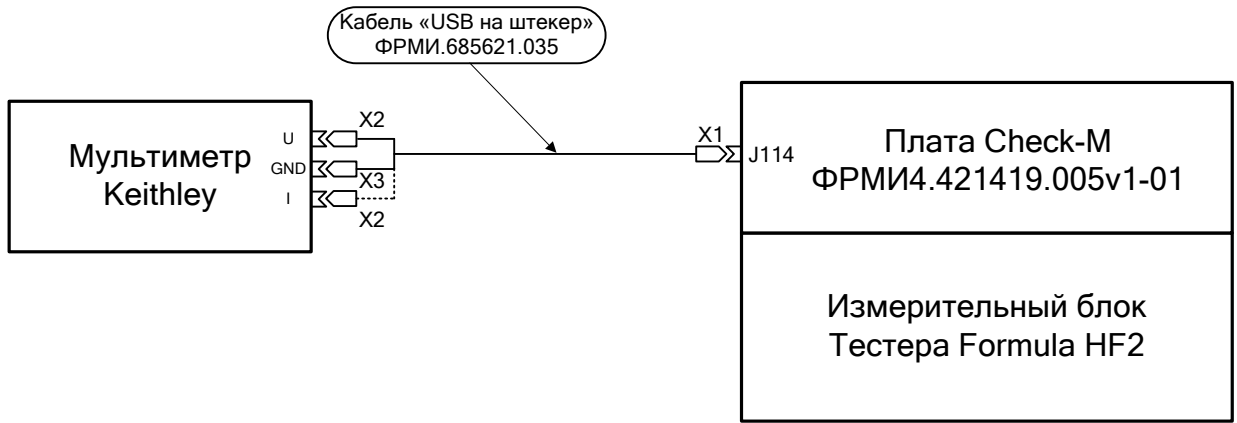 Кабель «USB на штекер»
ФРМИ.685621.035
Мультиметр
Keithley
U
GND
I
X2
X3
X2
X1
J114
Плата Check-M
ФРМИ4.421419.005v1-01
Измерительный блок
Тестера Formula HF2